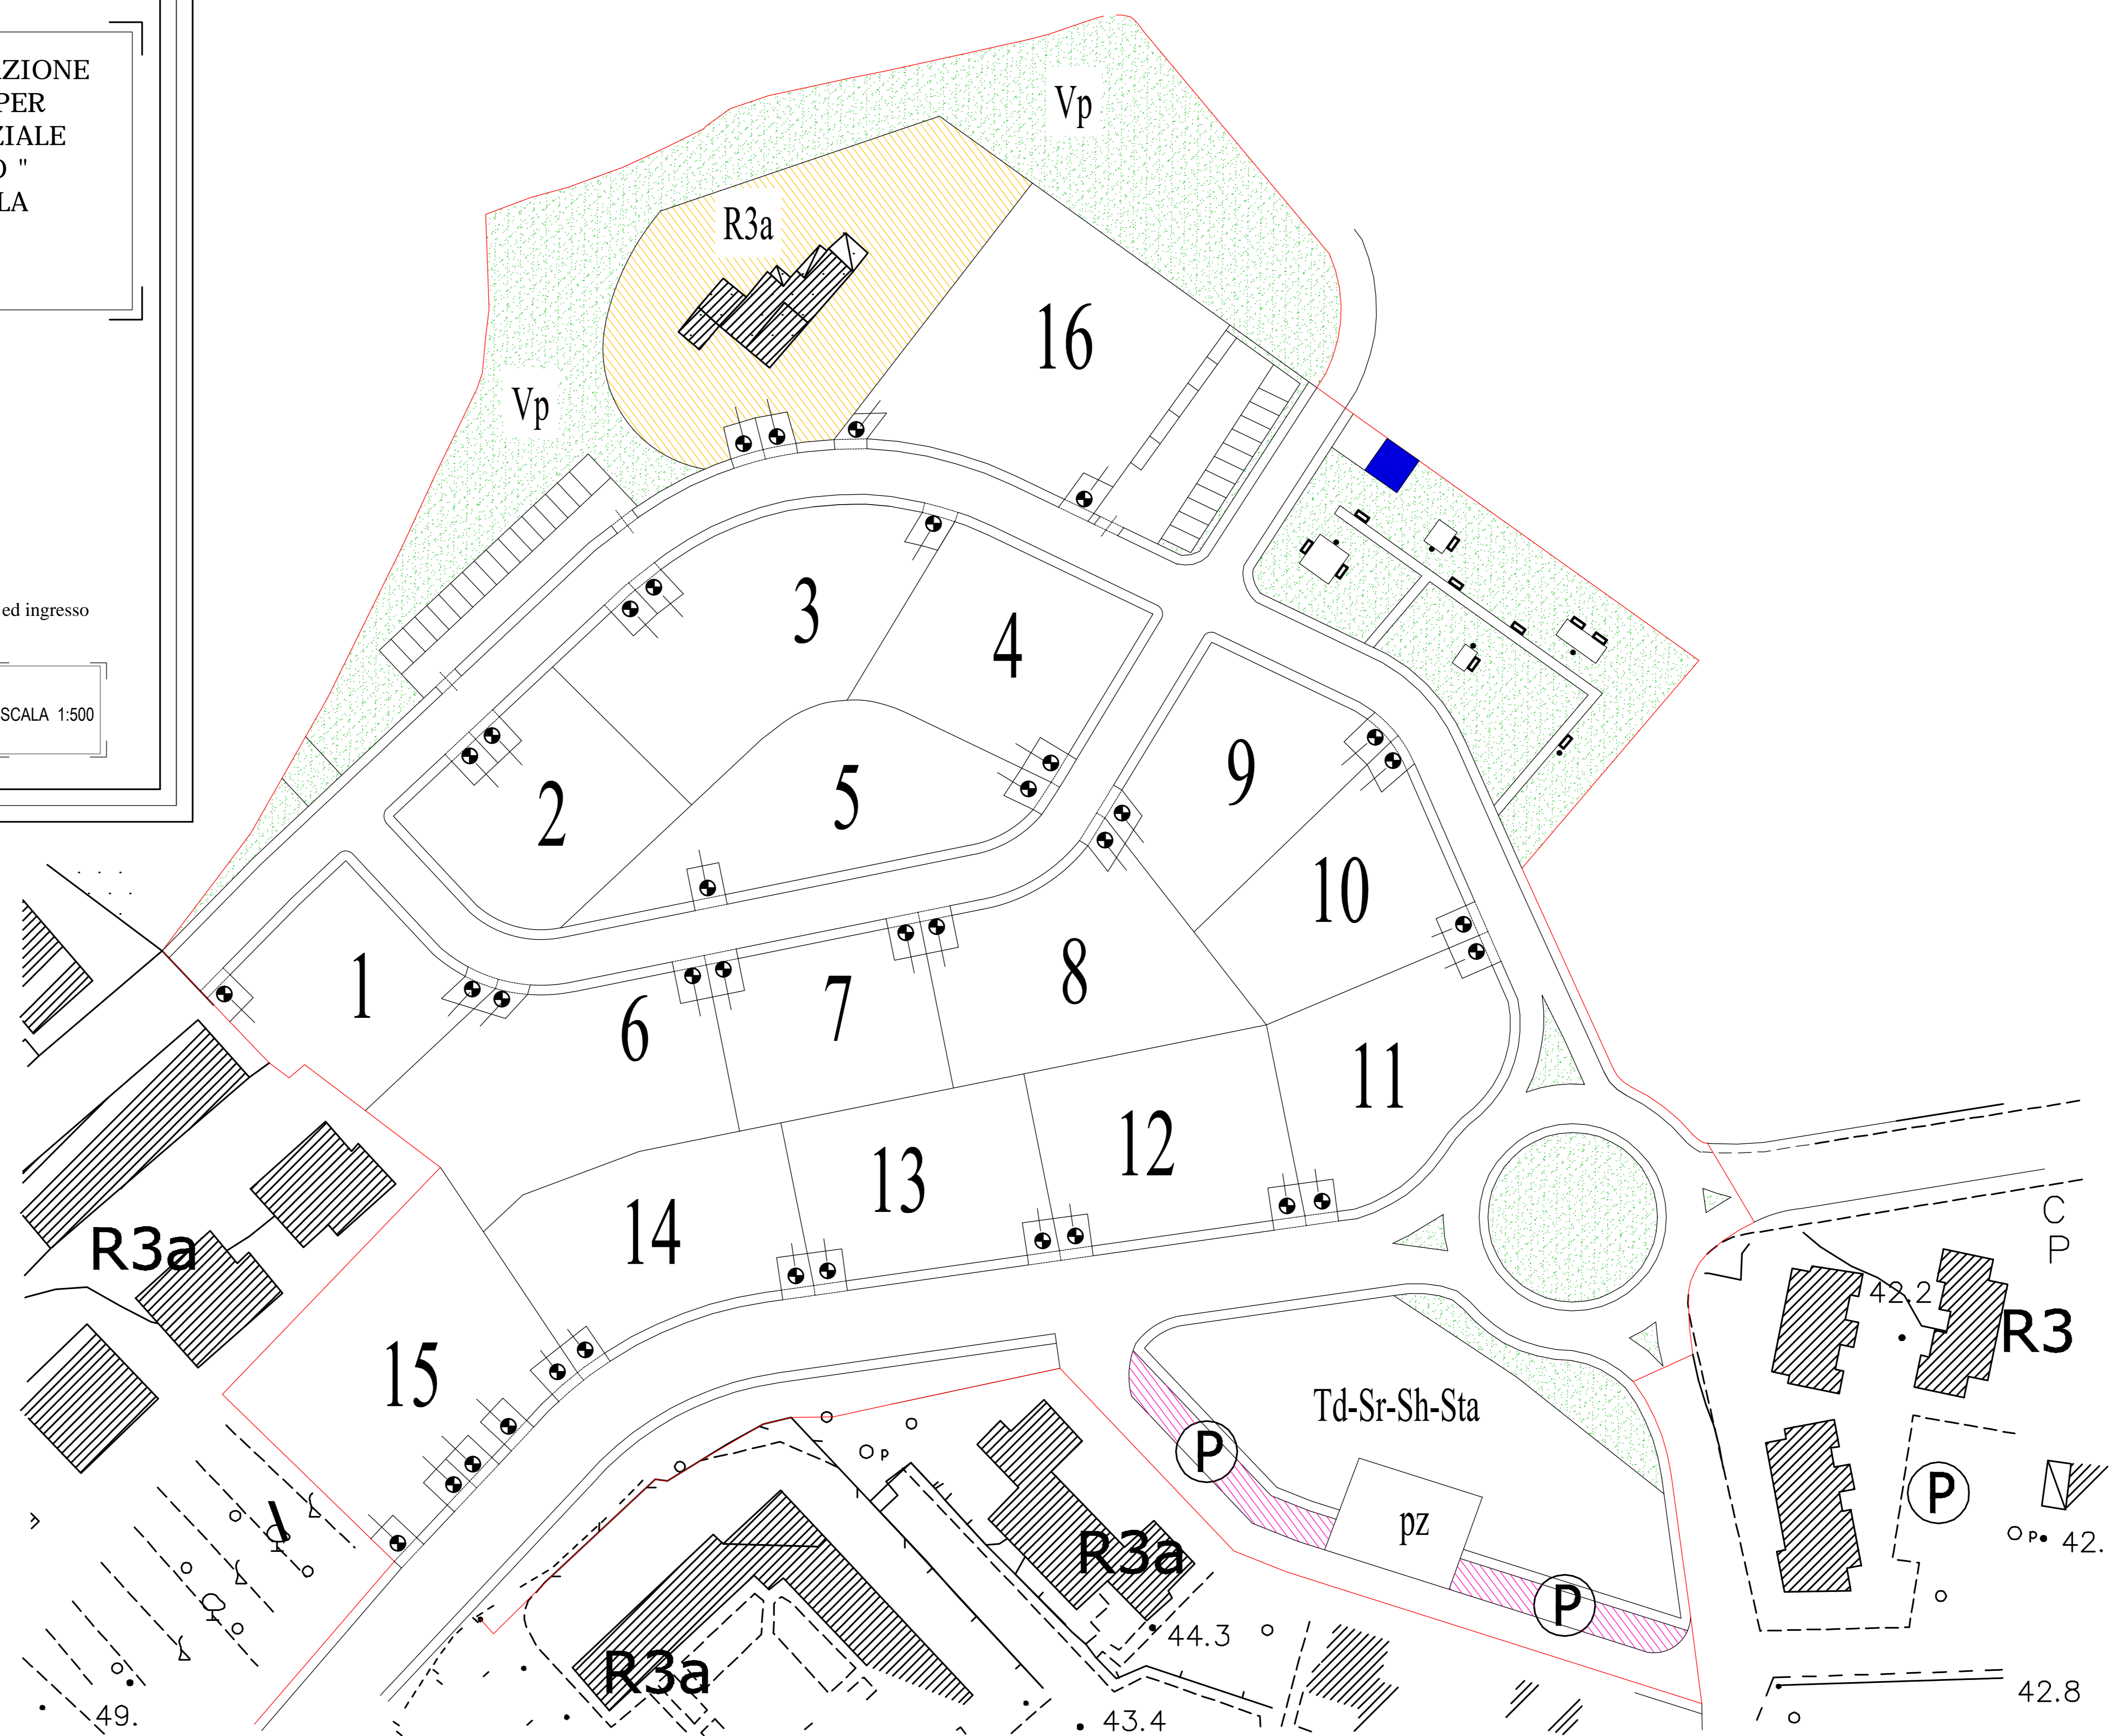 AZIONE
PER
ZIALE
O "
LA
ed ingresso
SCALA 1:500
Vp
R3a
16
Vp
3
4
9
5
2
10
8
1
7
6
11
12
13
14
C
P
R3a
42.2
R3
15
Td-Sr-Sh-Sta
P
P
P
pz
P
42.
R3a
P
44.3
R3a
42.8
49.
43.4